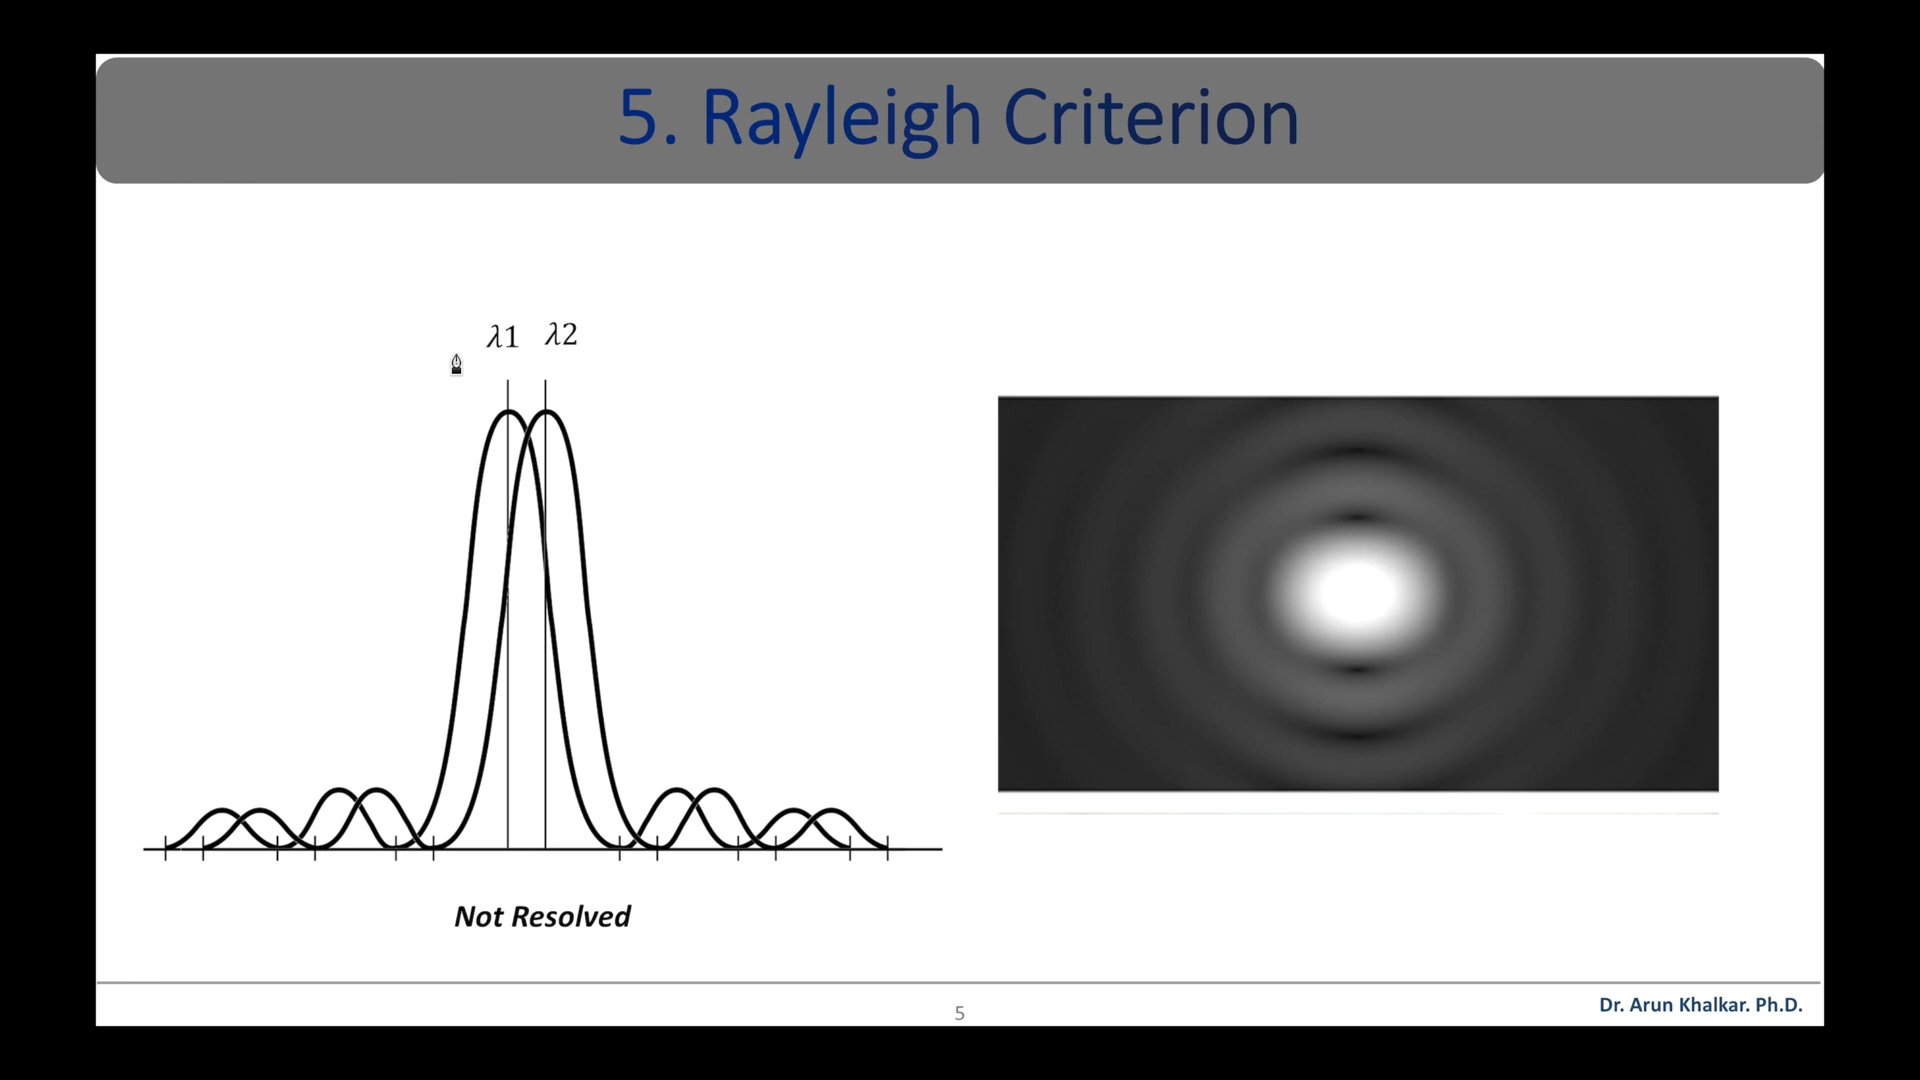 5. Rayleigh Criterion
λ1 λ2
Not Resolved
5
Dr. Arun Khalkar. Ph.D.